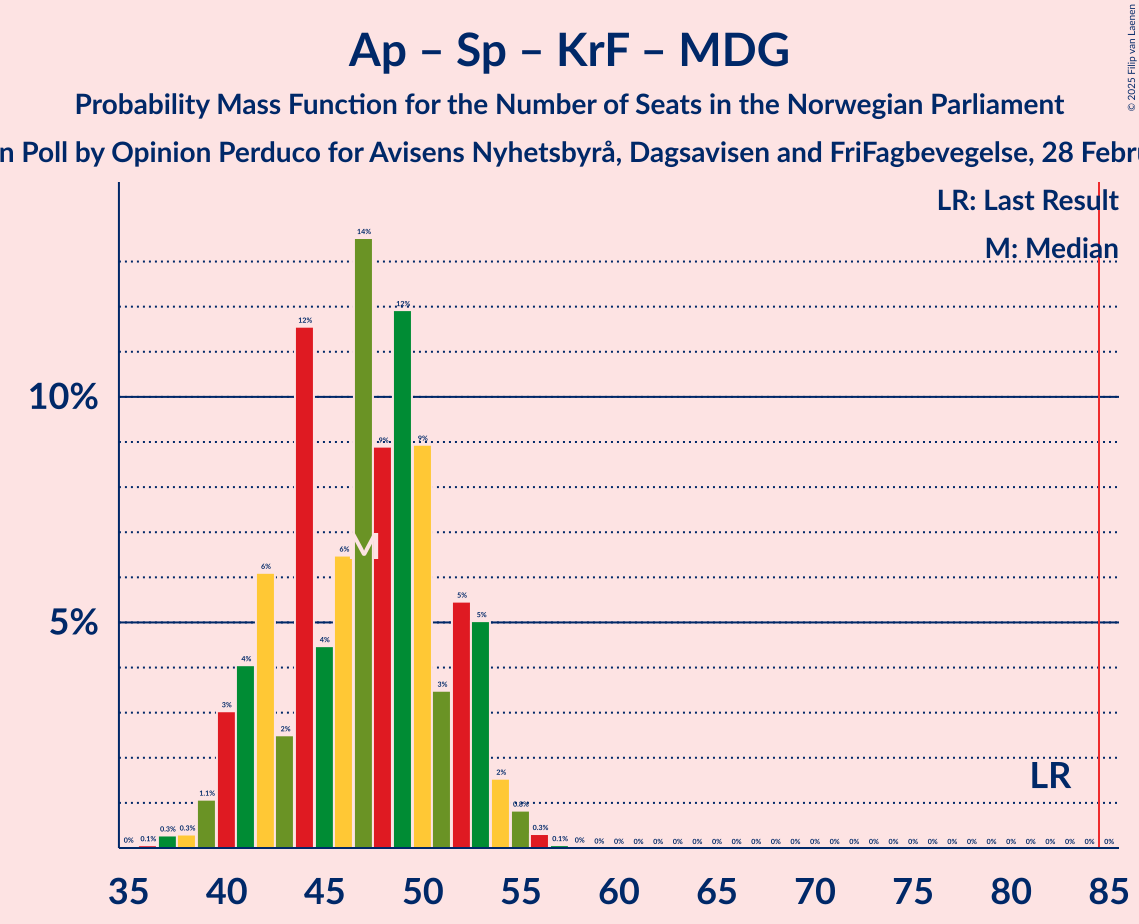 Ap – Sp – KrF – MDG
Probability Mass Function for the Number of Seats in the Norwegian Parliament
n Poll by Opinion Perduco for Avisens Nyhetsbyrå, Dagsavisen and FriFagbevegelse, 28 Febru
© 2025 Filip van Laenen
LR: Last Result
M: Median
14%
12% 12%
10%
9% 9%
6% 6%
M
5%
5% 5%
4% 4%
3% 3%
2% 2%
LR
0% 0.1% 0.3% 0.3% 1.1% 0.8% 0.3% 0.1% 0% 0% 0% 0% 0% 0% 0% 0% 0% 0% 0% 0% 0% 0% 0% 0% 0% 0% 0% 0% 0% 0% 0% 0% 0% 0% 0% 0%
35 40 45 50 55 60 65 70 75 80 85